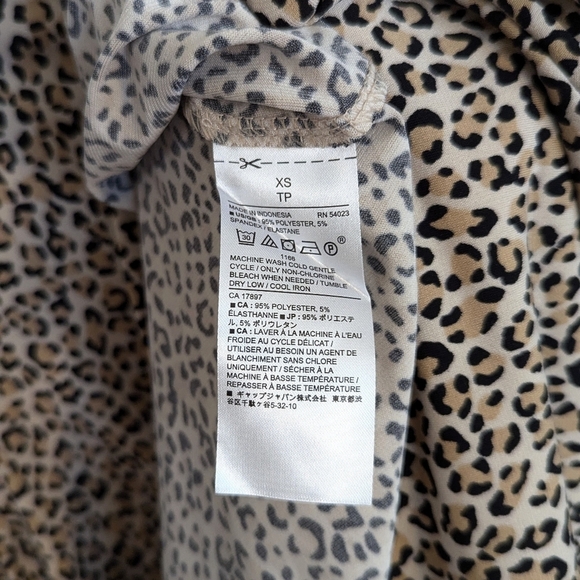 XS
TP
MADE IN INDONESIA RN 54023
■ US/GB : 95% POLYESTER, 5%
SPANDEX / ELASTANE
30 P ®
1166
MACHINE WASH COLD GENTLE
CYCLE / ONLY NON-CHLORINE
BLEACH WHEN NEEDED / TUMBLE
DRY LOW / COOL IRON
CA 17897
■ CA : 95% POLYESTER, 5%
ÉLASTHANNE ■ JP : 95% ポリエステ
ル, 5% ポリウレタン
■ CA : LAVER À LA MACHINE À L'EAU
FROIDE AU CYCLE DÉLICAT /
UTILISER AU BESOIN UN AGENT DE
BLANCHIMENT SANS CHLORE
UNIQUEMENT / SÉCHER À LA
MACHINE À BASSE TEMPÉRATURE /
REPASSER À BASSE TEMPÉRATURE
■ ギャップジャパン株式会社 東京都渋
谷区千駄ヶ谷5-32-10